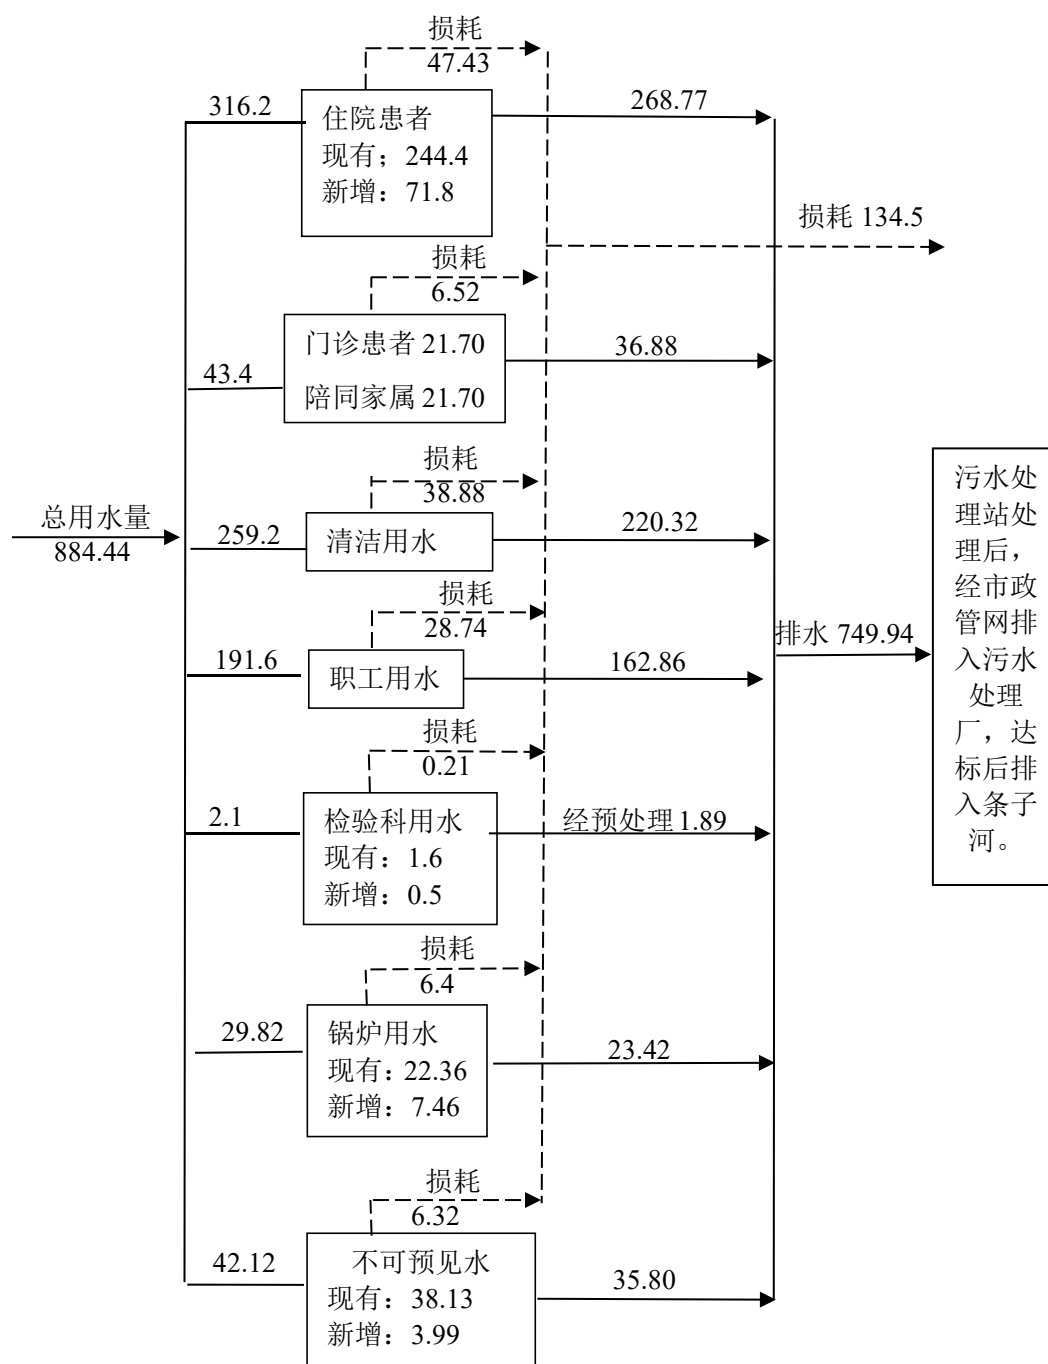 损耗
47.43
316.2
268.77
住院患者
现有；244.4
新增：71.8
损耗 134.5
损耗
6.52
门诊患者 21.70
36.88
43.4
陪同家属 21.70
损耗
38.88
总用水量
884.44
259.2
清洁用水
220.32
损耗
28.74
191.6
职工用水
162.86
排水 749.94
污水处
理站处
理后，
经市政
管网排
入污水
处理
厂，达
标后排
入条子
河。
损耗
0.21
2.1
检验科用水
现有：1.6
新增：0.5
经预处理 1.89
损耗
6.4
29.82
锅炉用水
现有：22.36
新增：7.46
23.42
损耗
6.32
42.12
不可预见水
现有：38.13
新增：3.99
35.80